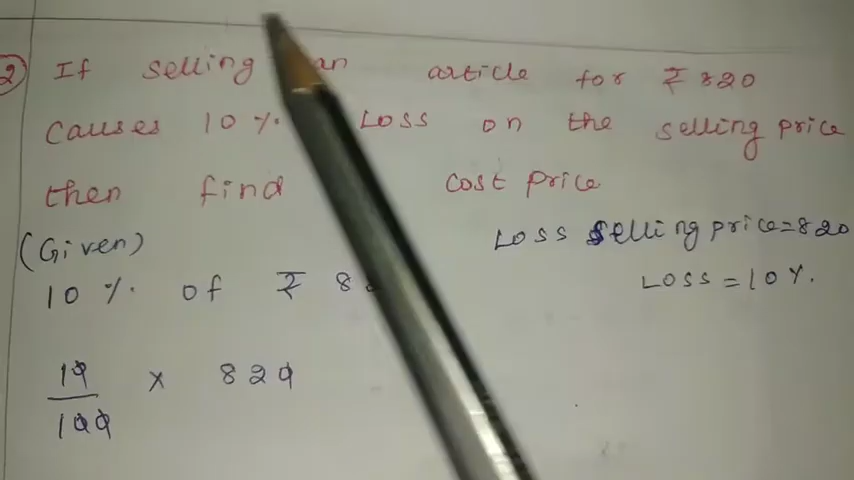 2 If selling an article for ₹ 820
causes 10 % Loss on the selling price
then find cost price
(Given)
Loss selling price = 820
10 % of ₹ 8
Loss = 10 %.
10/100 × 820